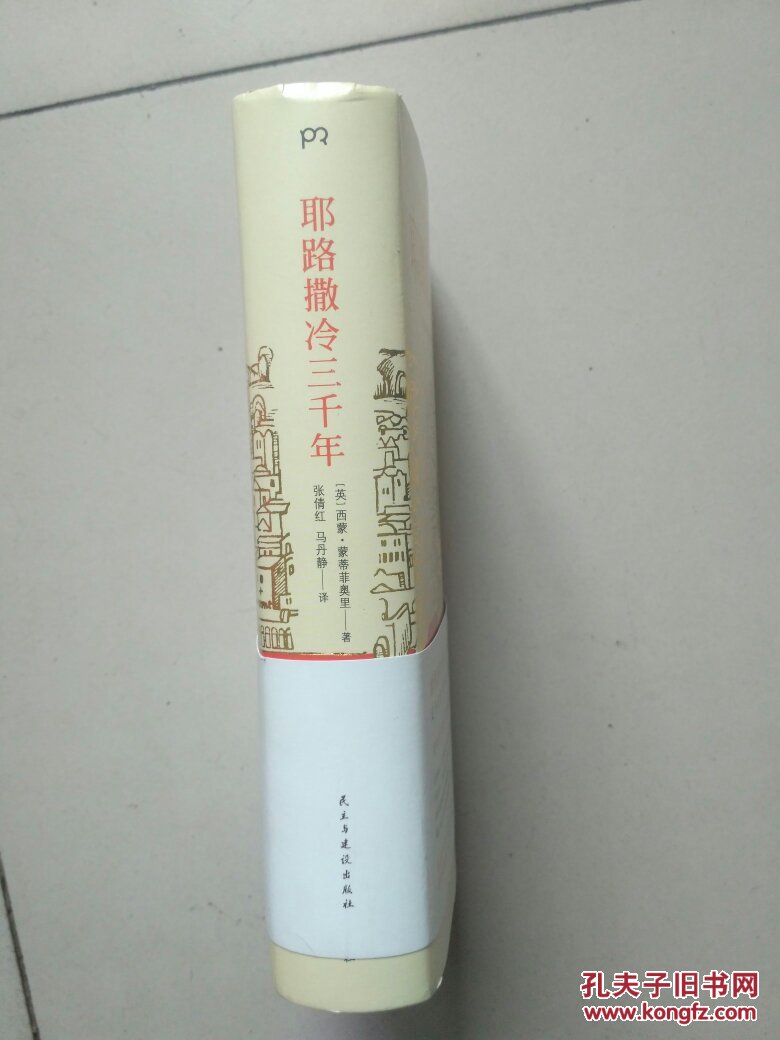 耶路撒冷三千年
〔英〕西蒙·蒙蒂菲奥里——著
张倩红 马丹静——译
民主与建设出版社
孔夫子旧书网
www.kongfz.com